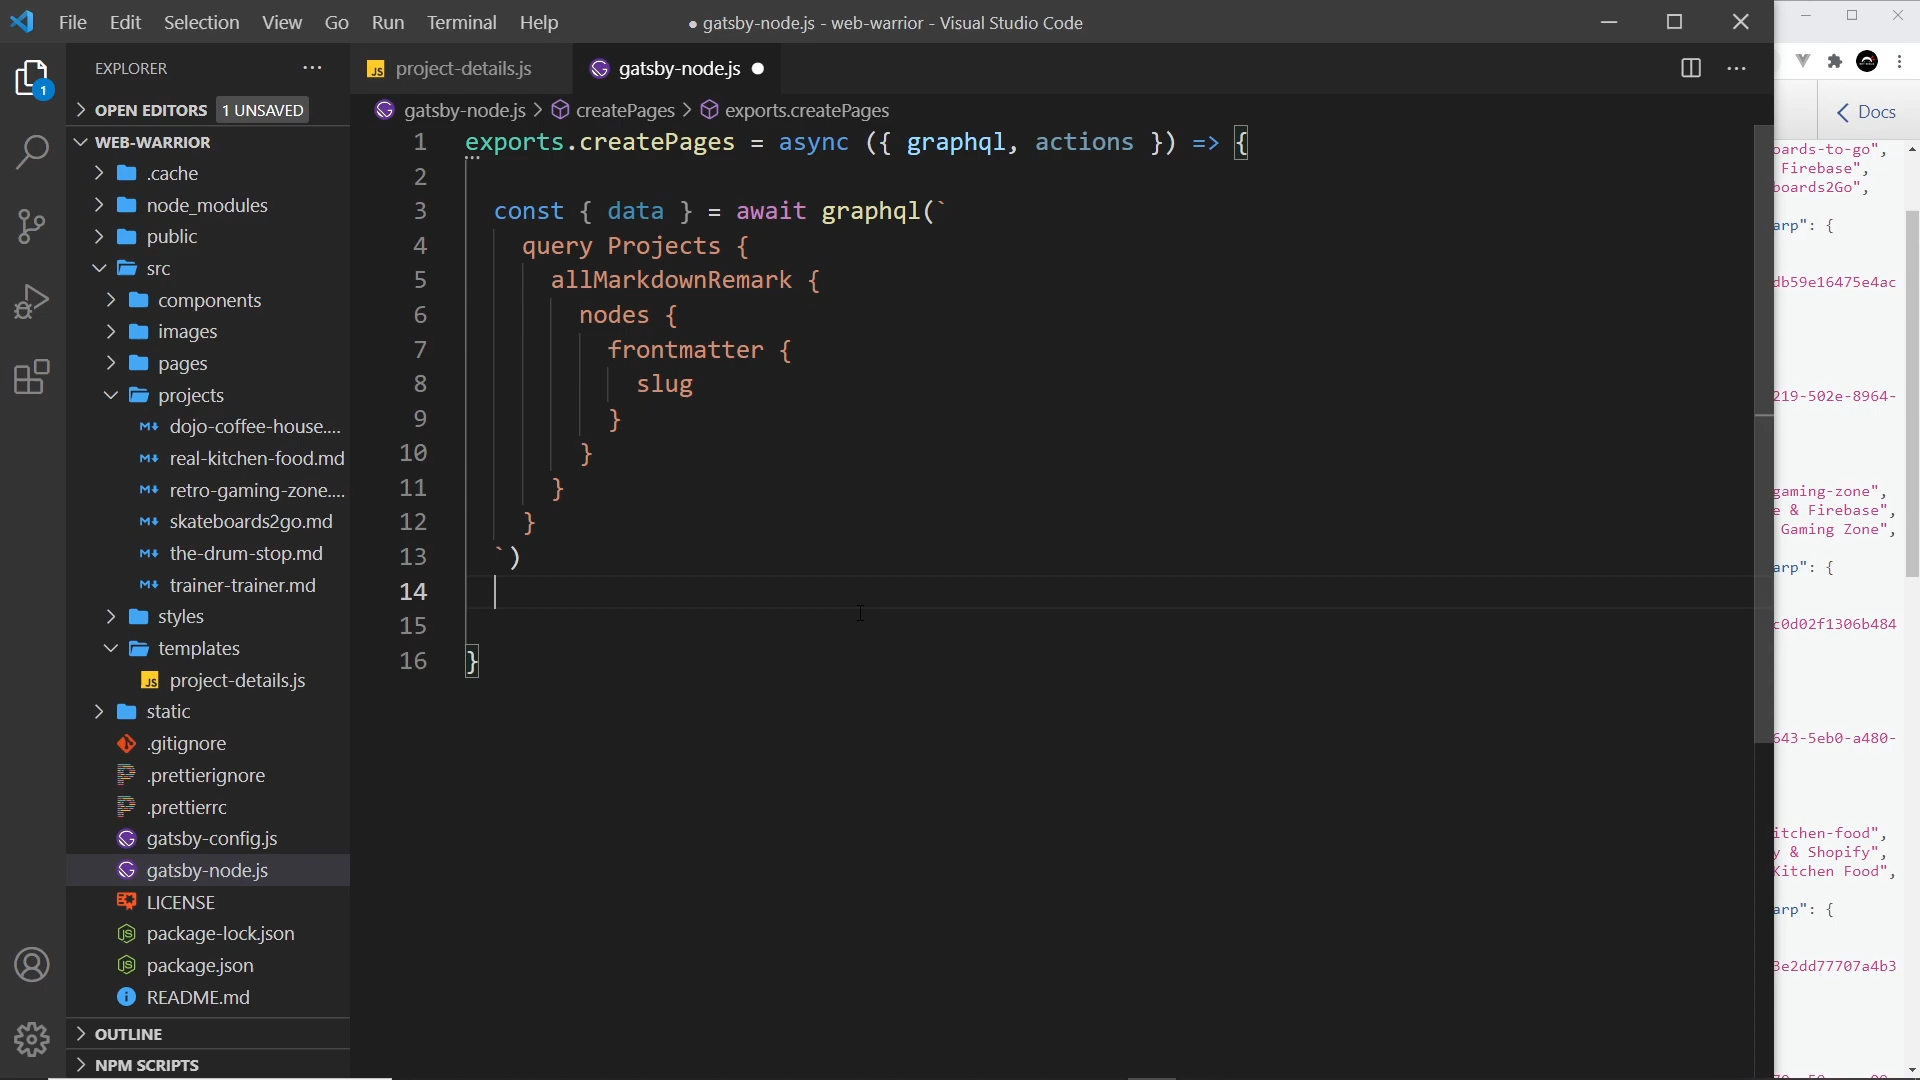 File Edit Selection View Go Run Terminal Help
● gatsby-node.js - web-warrior - Visual Studio Code
EXPLORER
OPEN EDITORS 1 UNSAVED
WEB-WARRIOR
.cache
node_modules
public
src
components
images
pages
projects
dojo-coffee-house....
real-kitchen-food.md
retro-gaming-zone....
skateboards2go.md
the-drum-stop.md
trainer-trainer.md
styles
templates
JS project-details.js
static
.gitignore
.prettierignore
.prettierrc
gatsby-config.js
gatsby-node.js
LICENSE
package-lock.json
package.json
README.md
OUTLINE
NPM SCRIPTS
1
JS project-details.js
gatsby-node.js ●
gatsby-node.js > createPages > exports.createPages
1 exports.createPages = async ({ graphql, actions }) => {
2
3 const { data } = await graphql(`
4 query Projects {
5 allMarkdownRemark {
6 nodes {
7 frontmatter {
8 slug
9 }
10 }
11 }
12 }
13 `)
14
15
16 }
Docs
oards-to-go",
Firebase",
boards2Go",
arp": {
db59e16475e4ac
219-502e-8964-
gaming-zone",
e & Firebase",
Gaming Zone",
arp": {
c0d02f1306b484
643-5eb0-a480-
itchen-food",
y & Shopify",
Kitchen Food",
arp": {
3e2dd77707a4b3